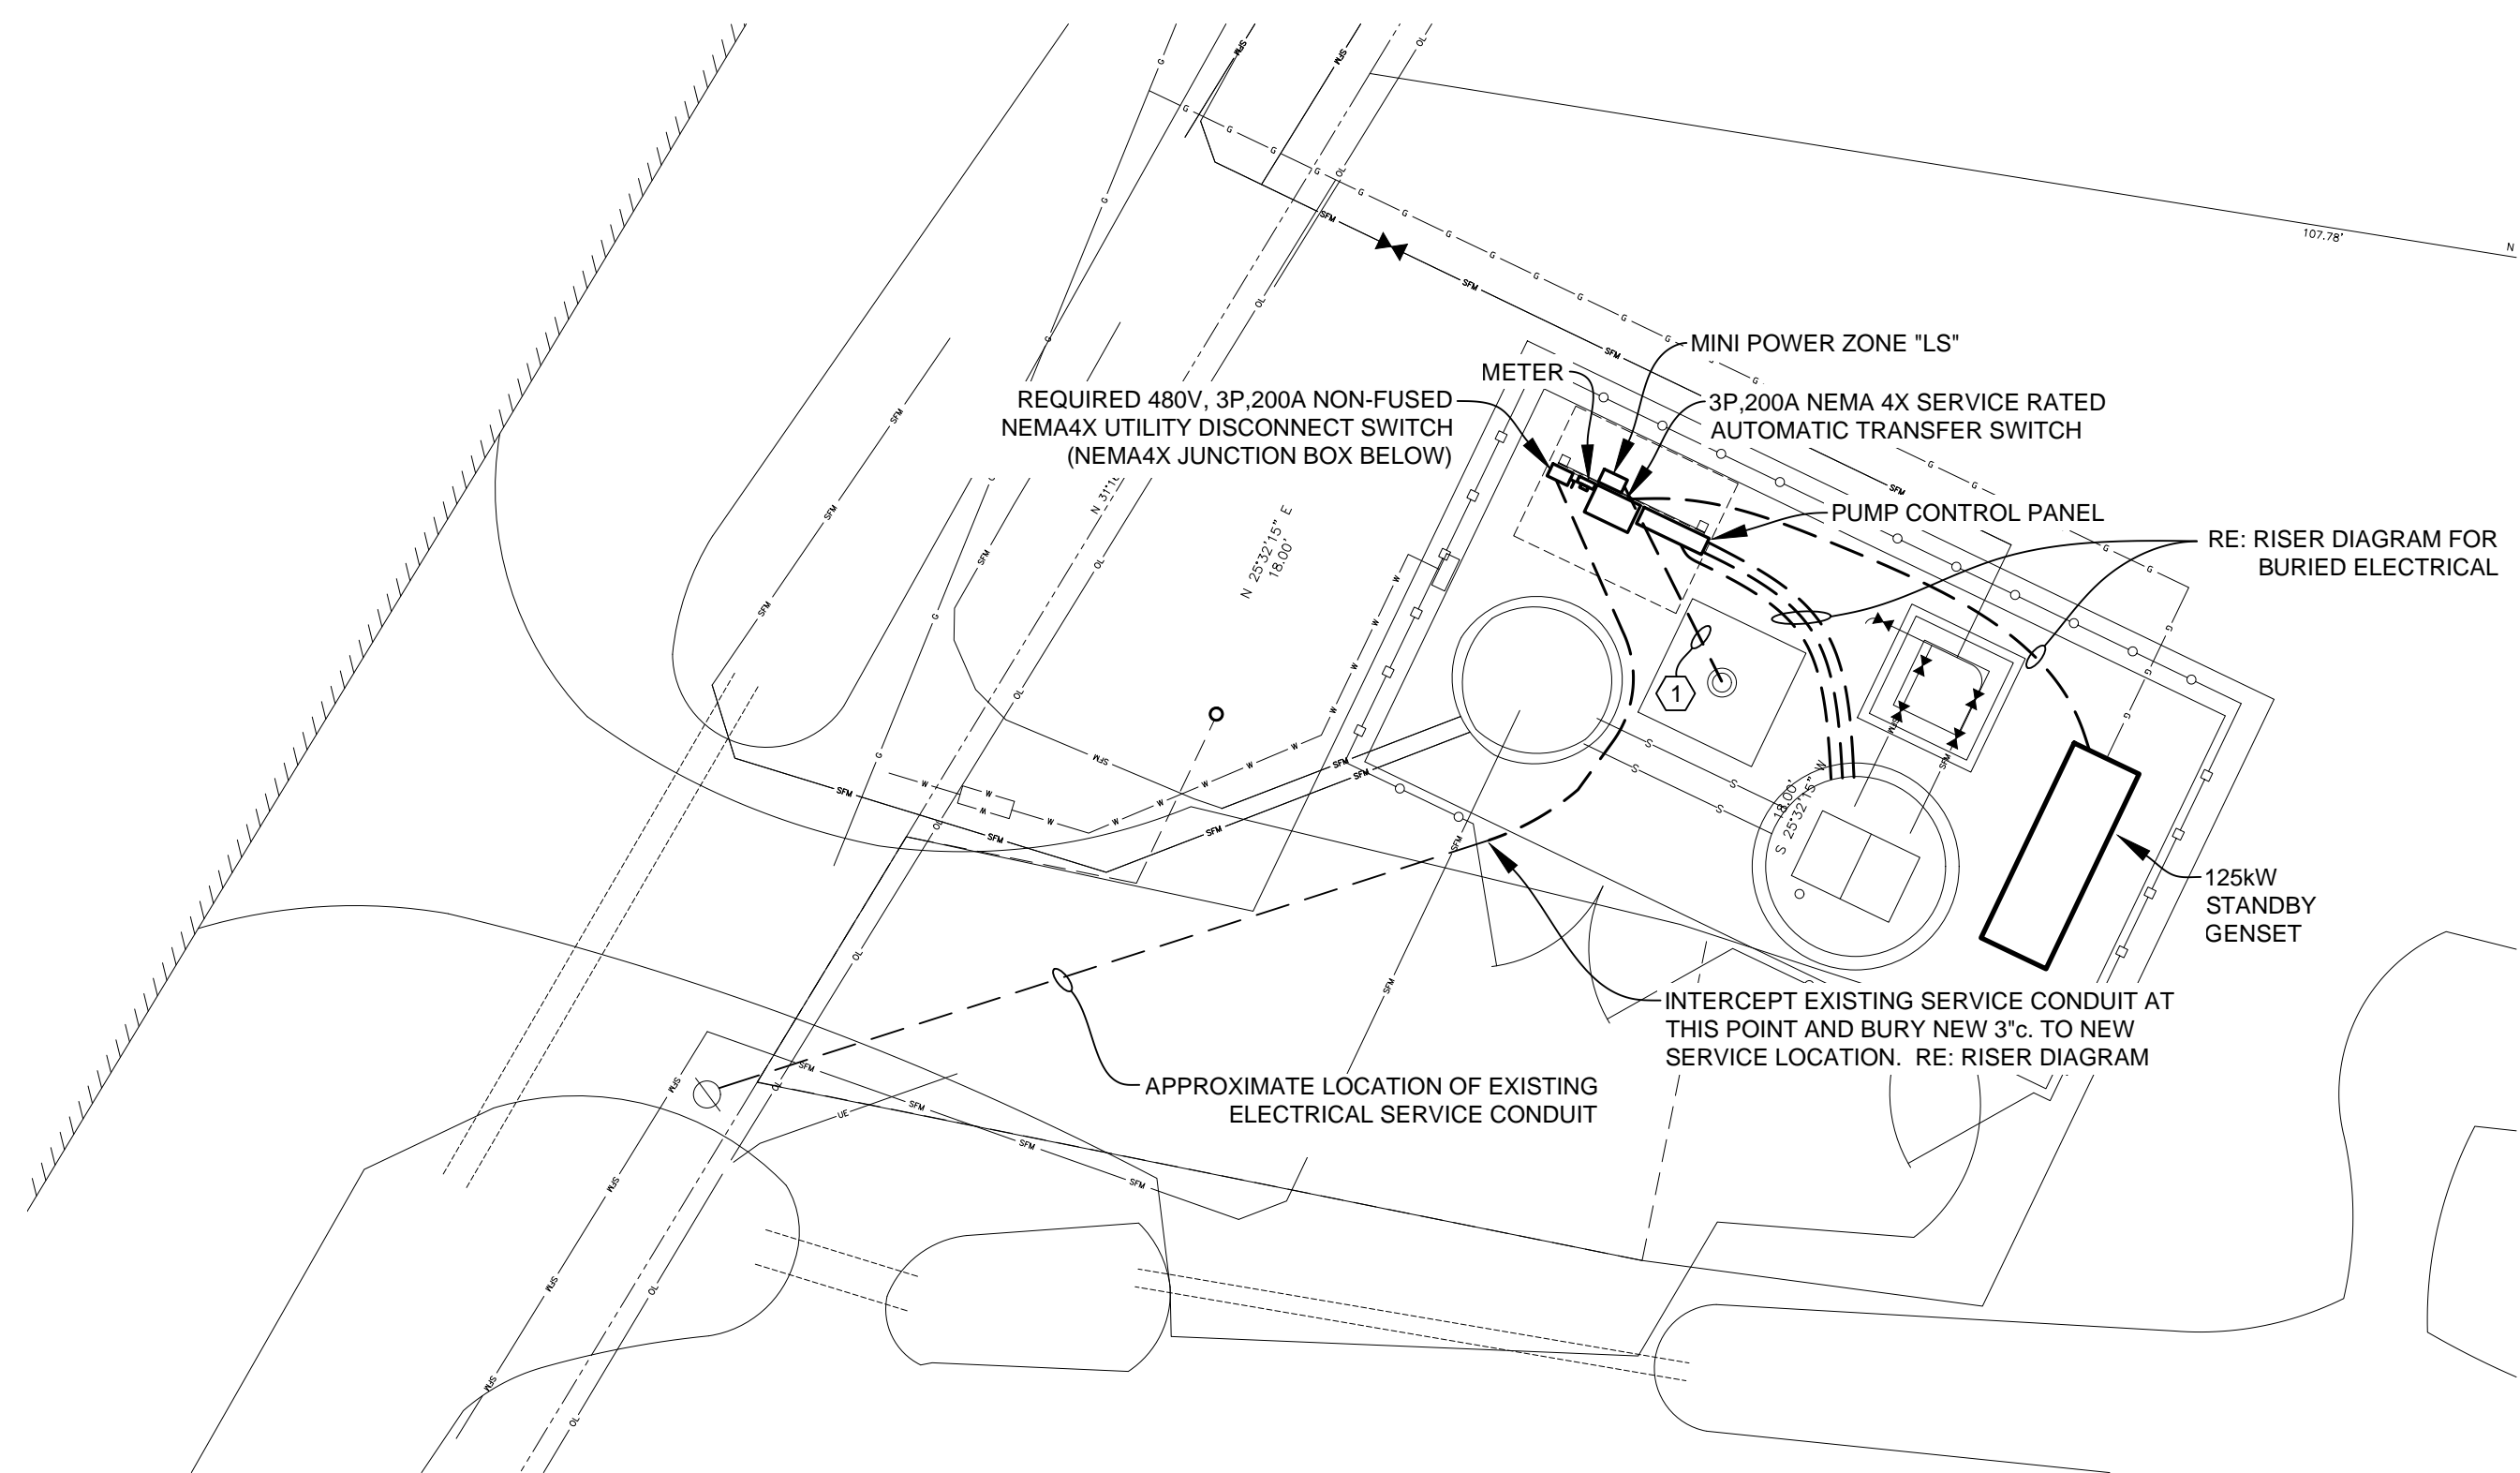 107.78'
N
MINI POWER ZONE "LS"
METER
REQUIRED 480V, 3P,200A NON-FUSED
NEMA4X UTILITY DISCONNECT SWITCH
(NEMA4X JUNCTION BOX BELOW)
3P,200A NEMA 4X SERVICE RATED
AUTOMATIC TRANSFER SWITCH
PUMP CONTROL PANEL
RE: RISER DIAGRAM FOR
BURIED ELECTRICAL
N 25°32'15" E
18.00'
1
18.00'
S 25°32'15" W
125kW
STANDBY
GENSET
INTERCEPT EXISTING SERVICE CONDUIT AT
THIS POINT AND BURY NEW 3"c. TO NEW
SERVICE LOCATION.  RE: RISER DIAGRAM
APPROXIMATE LOCATION OF EXISTING
ELECTRICAL SERVICE CONDUIT
G
SFM
OL
W
S
UE